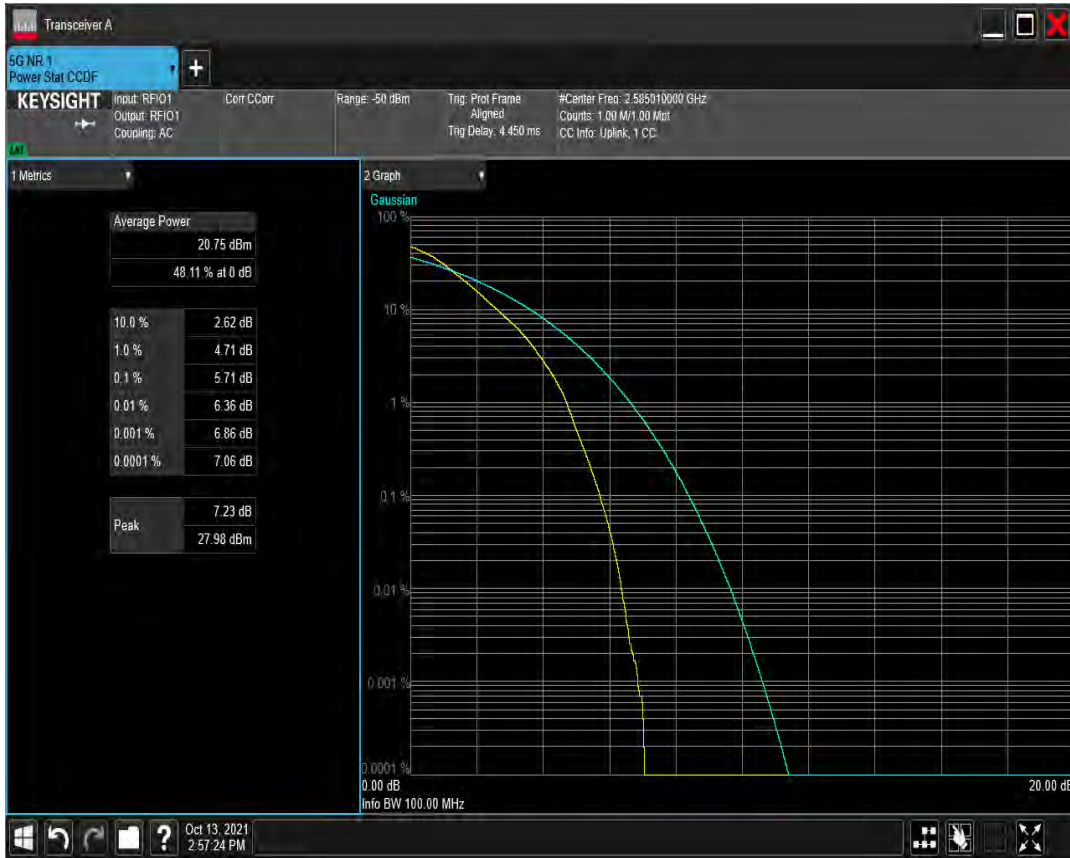 Transceiver A
5G NR 1
Power Stat CCDF
+
KEYSIGHT
Input: RFIO1
Output: RFIO1
Coupling: AC
Corr CCorr
Range: -50 dBm
Trig: Prot Frame
Aligned
Trig Delay: 4.450 ms
#Center Freq: 2.585010000 GHz
Counts: 1.00 M/1.00 Mpt
CC Info: Uplink, 1 CC
1 Metrics
Average Power
20.75 dBm
48.11 % at 0 dB
10.0 % 2.62 dB
1.0 % 4.71 dB
0.1 % 5.71 dB
0.01 % 6.36 dB
0.001 % 6.86 dB
0.0001 % 7.06 dB
Peak
7.23 dB
27.98 dBm
2 Graph
Gaussian
100 %
10 %
1 %
0.1 %
0.01 %
0.001 %
0.0001 %
0.00 dB
20.00 dB
Info BW 100.00 MHz
?
Oct 13, 2021
2:57:24 PM